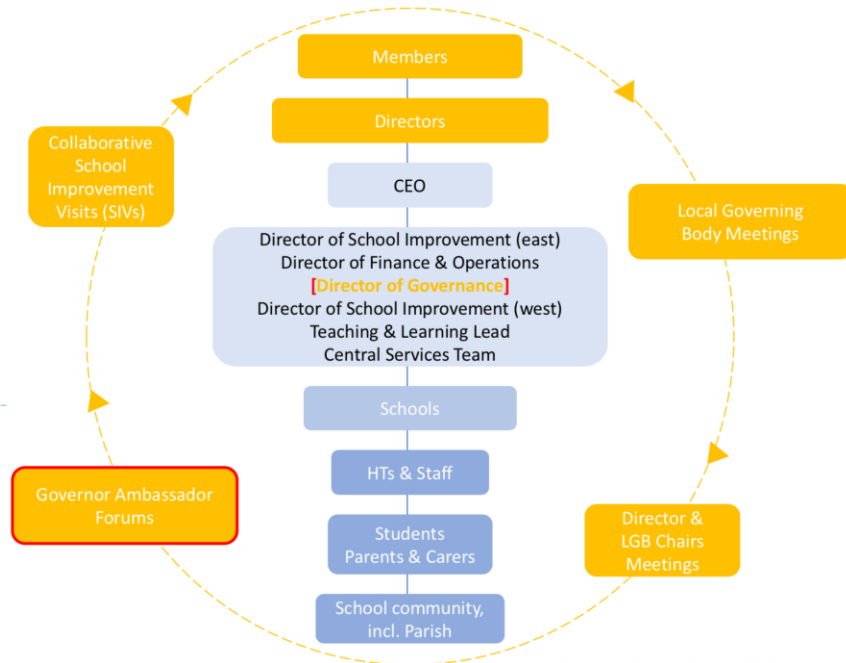 Members
Directors
Collaborative
School
Improvement
Visits (SIVs)
CEO
Local Governing
Body Meetings
Director of School Improvement (east)
Director of Finance & Operations
[Director of Governance]
Director of School Improvement (west)
Teaching & Learning Lead
Central Services Team
Schools
HTs & Staff
Governor Ambassador
Forums
Students
Parents & Carers
Director &
LGB Chairs
Meetings
School community,
incl. Parish